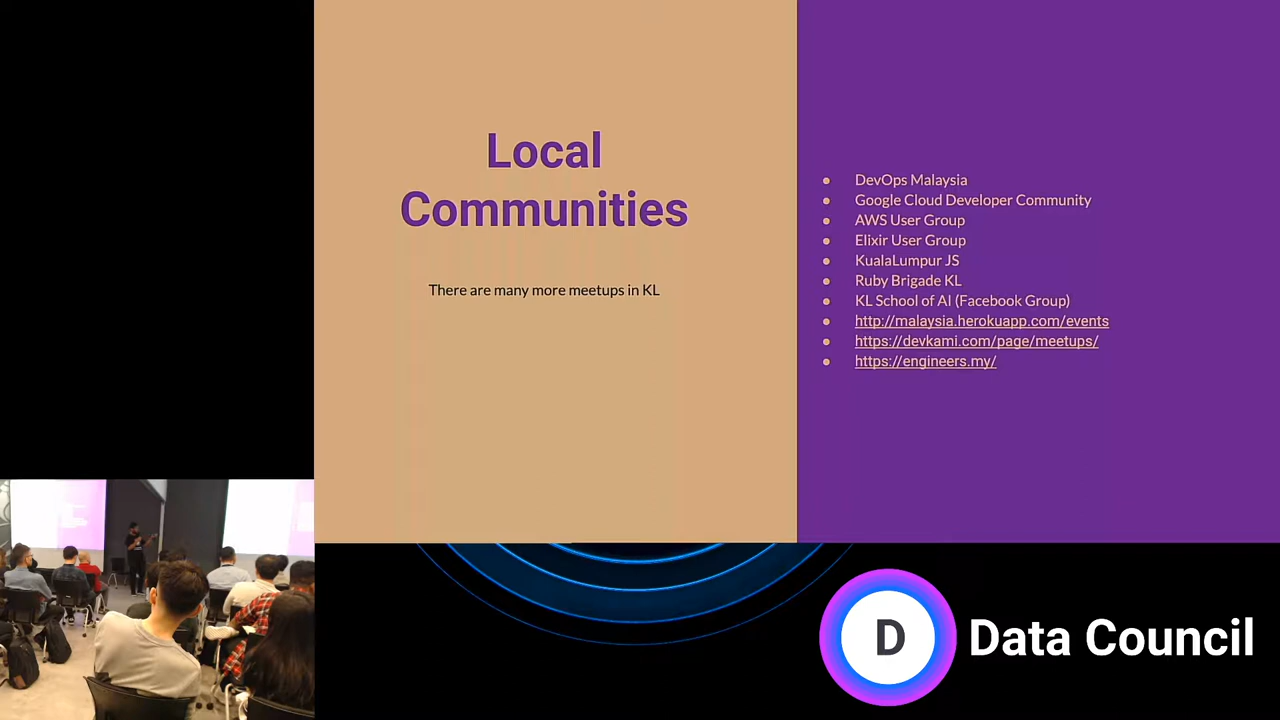 Local
Communities
There are many more meetups in KL
DevOps Malaysia
Google Cloud Developer Community
AWS User Group
Elixir User Group
KualaLumpur JS
Ruby Brigade KL
KL School of AI (Facebook Group)
http://malaysia.herokuapp.com/events
https://devkami.com/page/meetups/
https://engineers.my/
D Data Council